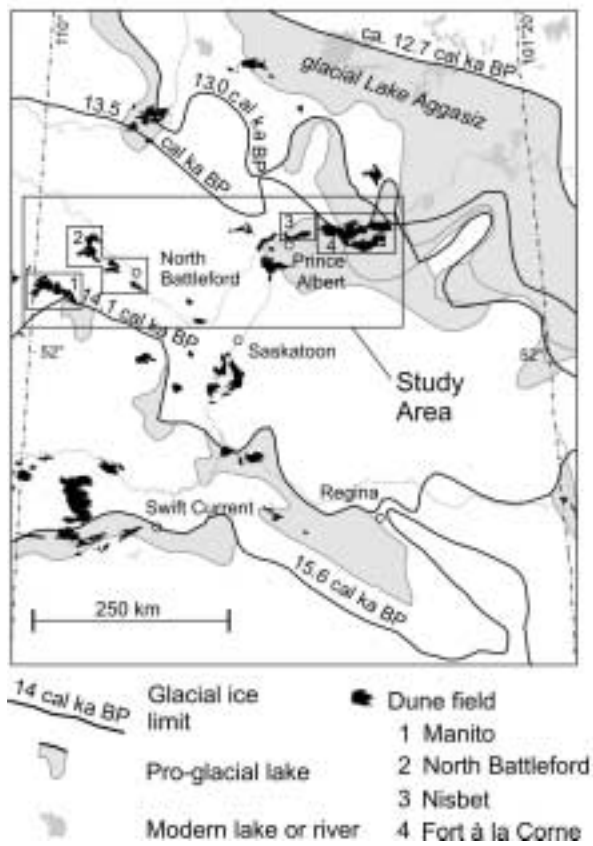 110°
101°20'
ca. 12.7 cal ka BP
glacial Lake Aggasiz
13.0 cal ka BP
13.5 cal ka BP
3
2
4
North
Battleford
Prince
Albert
1
14.1 cal ka BP
52°
52°
Saskatoon
Study
Area
Swift Current
Regina
15.6 cal ka BP
250 km
14 cal ka BP
Glacial ice
limit
Pro-glacial lake
Modern lake or river
Dune field
1 Manito
2 North Battleford
3 Nisbet
4 Fort à la Corne